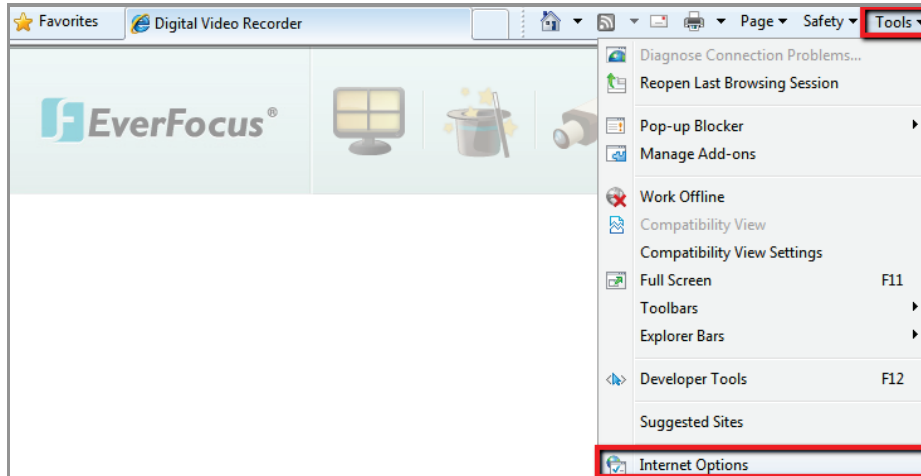 Favorites
Digital Video Recorder
Page
Safety
Tools
EverFocus®
Diagnose Connection Problems...
Reopen Last Browsing Session
Pop-up Blocker
Manage Add-ons
Work Offline
Compatibility View
Compatibility View Settings
Full Screen F11
Toolbars
Explorer Bars
Developer Tools F12
Suggested Sites
Internet Options